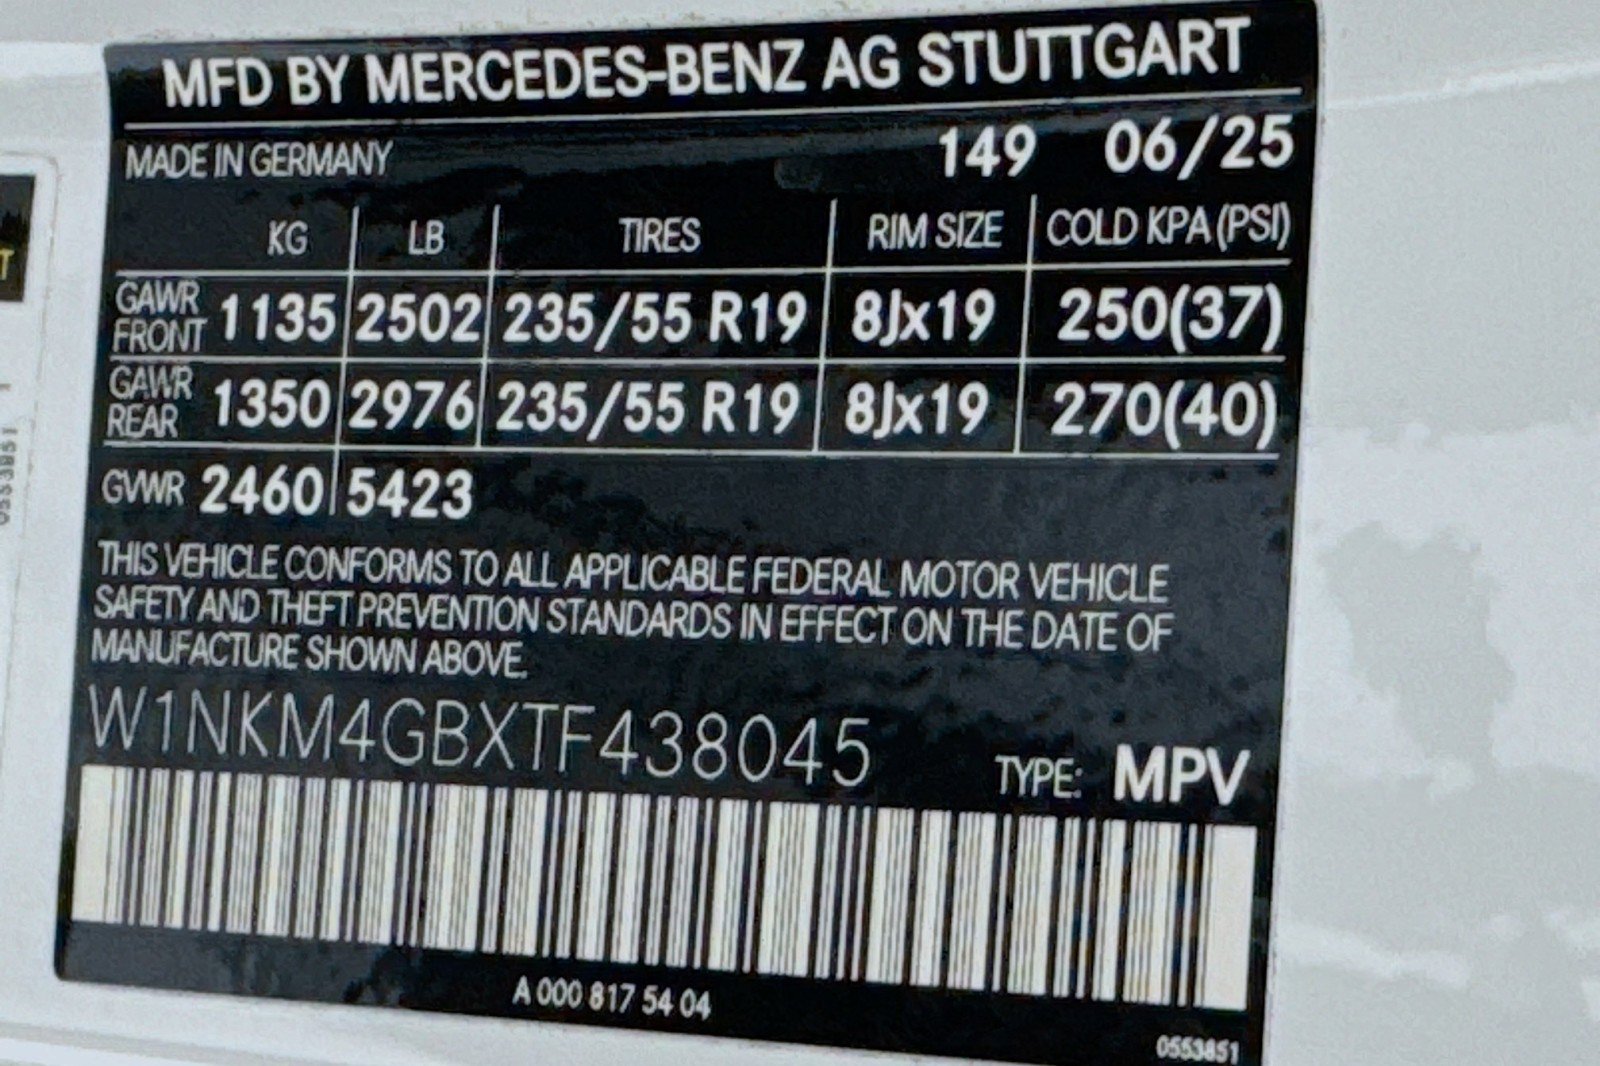 MFD BY MERCEDES-BENZ AG STUTTGART
MADE IN GERMANY 149 06/25
KG LB TIRES RIM SIZE COLD KPA (PSI)
GAWR FRONT 1135 2502 235/55 R19 8Jx19 250(37)
GAWR REAR 1350 2976 235/55 R19 8Jx19 270(40)
GVWR 2460 5423
THIS VEHICLE CONFORMS TO ALL APPLICABLE FEDERAL MOTOR VEHICLE
SAFETY AND THEFT PREVENTION STANDARDS IN EFFECT ON THE DATE OF
MANUFACTURE SHOWN ABOVE.
W1NKM4GBXTF438045 TYPE: MPV
A 000 817 54 04
0553851
T
0553851